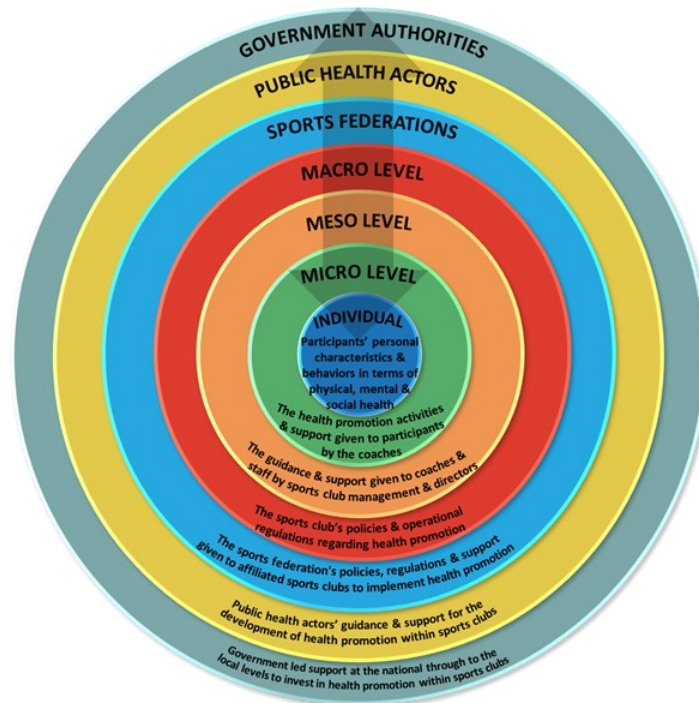 GOVERNMENT AUTHORITIES
PUBLIC HEALTH ACTORS
SPORTS FEDERATIONS
MACRO LEVEL
MESO LEVEL
MICRO LEVEL
INDIVIDUAL
Participants' personal
characteristics &
behaviors in terms of
physical, mental &
social health
The health promotion activities
& support given to participants
by the coaches
The guidance & support given to coaches &
staff by sports club management & directors
The sports club's policies & operational
regulations regarding health promotion
The sports federation's policies, regulations & support
given to affiliated sports clubs to implement health promotion
Public health actors' guidance & support for the
development of health promotion within sports clubs
Government led support at the national through to the
local levels to invest in health promotion within sports clubs